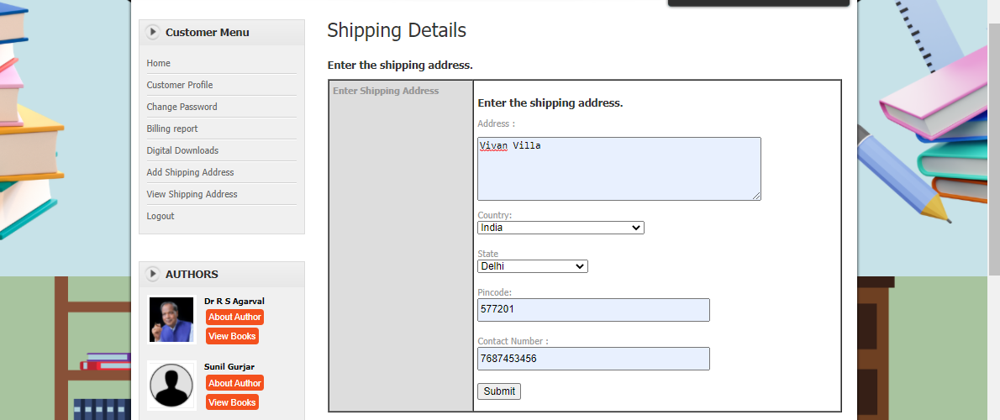 Customer Menu
Home
Customer Profile
Change Password
Billing report
Digital Downloads
Add Shipping Address
View Shipping Address
Logout
AUTHORS
Dr R S Agarval
About Author
View Books
Sunil Gurjar
About Author
View Books
Shipping Details
Enter the shipping address.
Enter Shipping Address
Enter the shipping address.
Address :
Vivan Villa
Country:
India
State
Delhi
Pincode:
577201
Contact Number :
7687453456
Submit